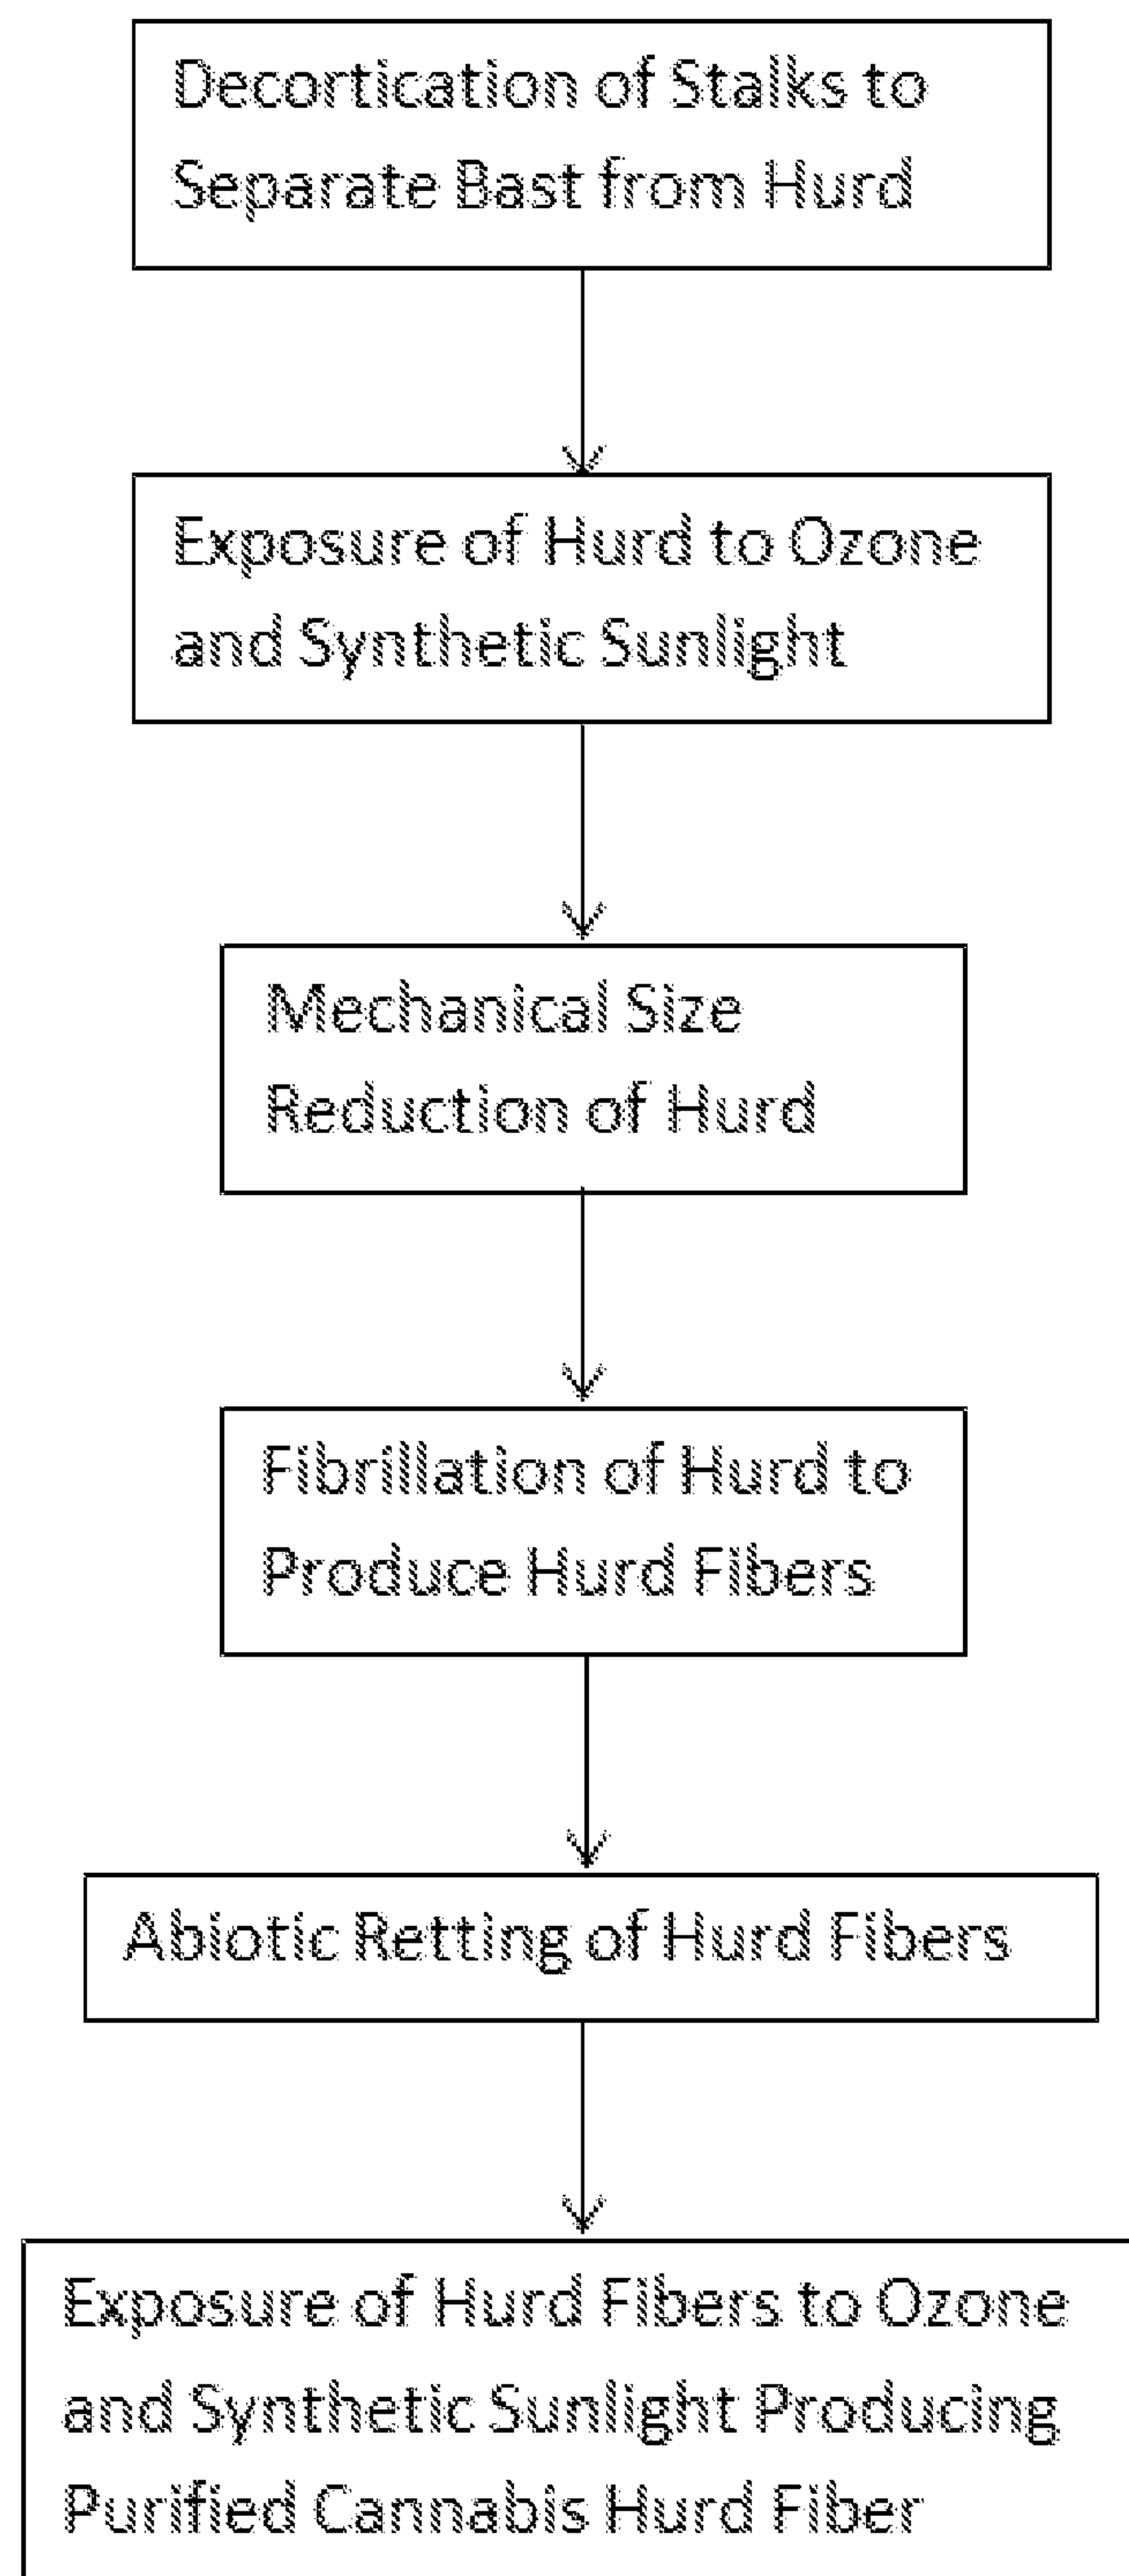 Decortication of Stalks to
Separate Bast from Hurd
Exposure of Hurd to Ozone
and Synthetic Sunlight
Mechanical Size
Reduction of Hurd
Fibrillation of Hurd to
Produce Hurd Fibers
Abiotic Retting of Hurd Fibers
Exposure of Hurd Fibers to Ozone
and Synthetic Sunlight Producing
Purified Cannabis Hurd Fiber